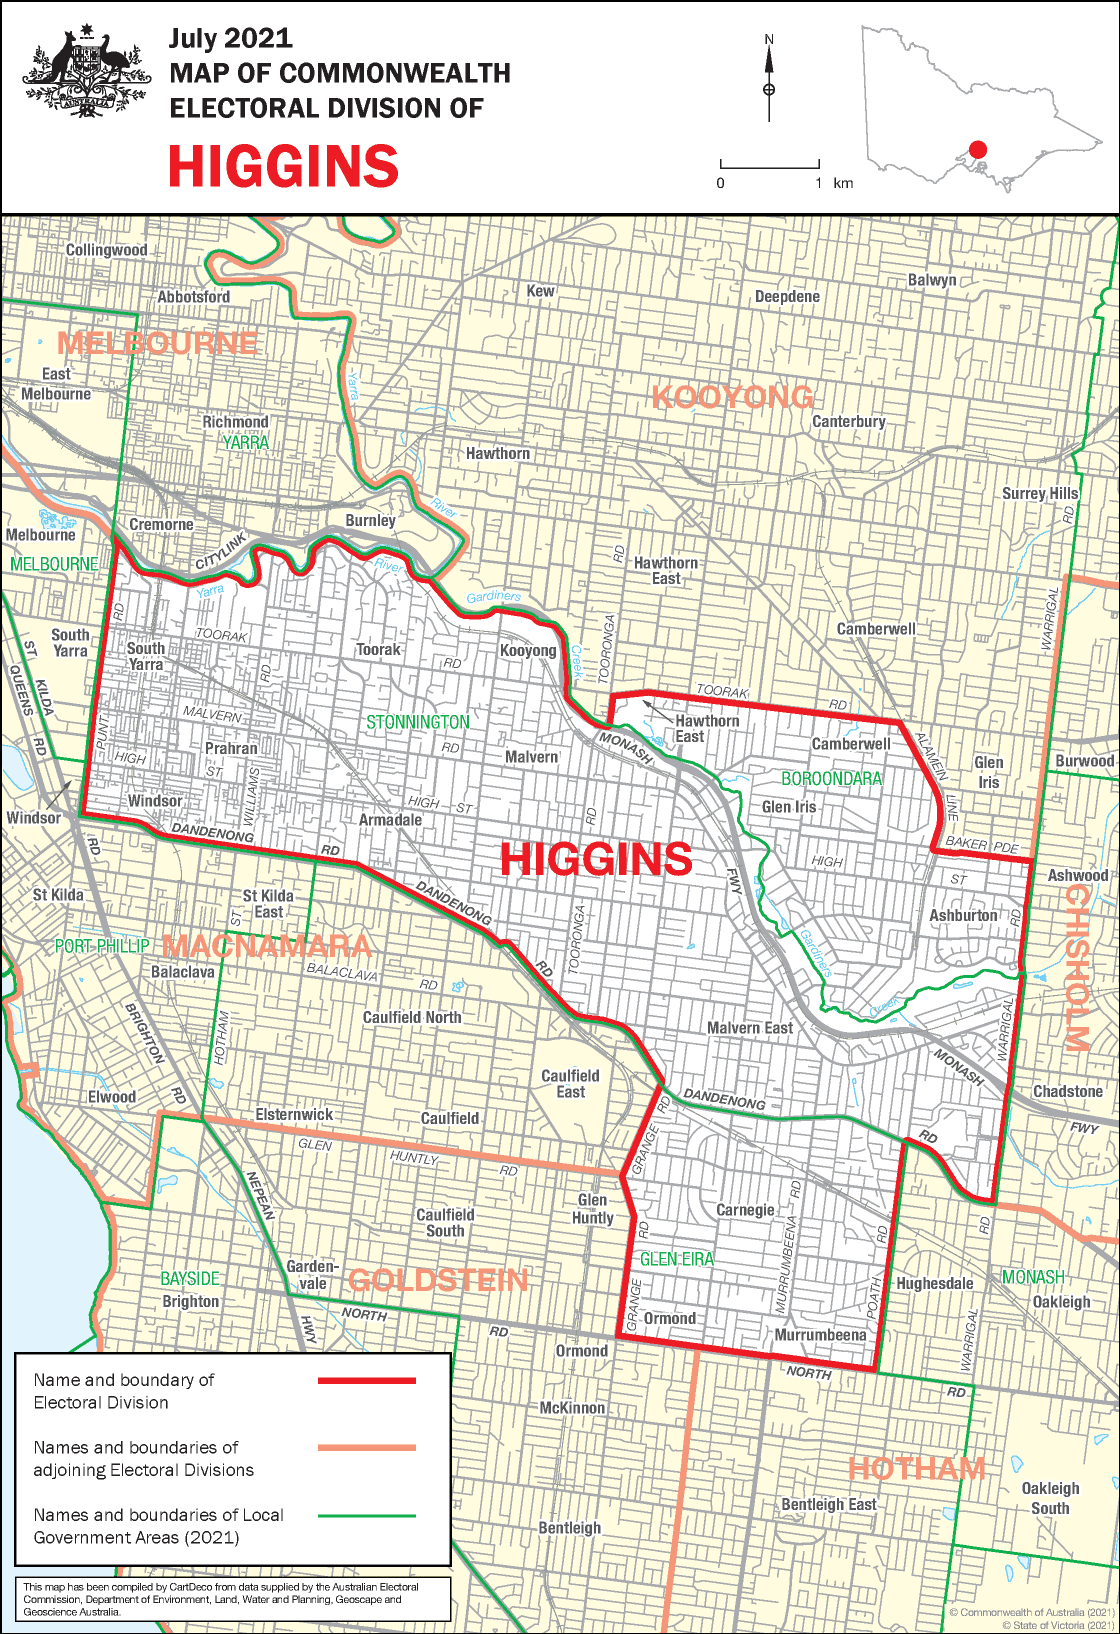 July 2021
MAP OF COMMONWEALTH
ELECTORAL DIVISION OF
HIGGINS
AUSTRALIA
N
0 1 km
Collingwood
Abbotsford
Kew
Deepdene
Balwyn
MELBOURNE
East
Melbourne
KOOYONG
Yarra
Richmond
YARRA
Canterbury
Hawthorn
Surrey Hills
River
RD
Melbourne
Cremorne
Burnley
CITYLINK
MELBOURNE
River
Yarra
Gardiners
Creek
RD
Hawthorn
East
TOORONGA
WARRIGAL
Camberwell
South
Yarra
RD
TOORAK
RD
South
Yarra
Toorak
RD
Kooyong
ST
KILDA
QUEENS
RD
TOORAK
RD
Hawthorn
East
PUNT
MALVERN
RD
STONNINGTON
Prahran
HIGH
ST
Malvern
MONASH
Camberwell
ALAMEIN
LINE
Glen
Iris
Burwood
BOROONDARA
Glen Iris
Windsor
Windsor
WILLIAMS
HIGH ST
Armadale
RD
DANDENONG
RD
RD
HIGGINS
BAKER PDE
HIGH
ST
Ashwood
FWY
St Kilda
St Kilda
East
ST
DANDENONG
RD
TOORONGA
Ashburton
RD
CHISHOLM
PORT PHILLIP
MACNAMARA
Balaclava
BALACLAVA
RD
Gardiners
Creek
BRIGHTON
RD
HOTHAM
Caulfield North
Malvern East
WARRIGAL
MONASH
FWY
Chadstone
Caulfield
East
Elwood
Elsternwick
Caulfield
DANDENONG
RD
GRANGE
RD
GLEN
HUNTLY
RD
NEPEAN
HWY
Glen
Huntly
Caulfield
South
Carnegie
RD
MURRUMBEENA
RD
POATH
RD
RD
GRANGE
GLEN EIRA
BAYSIDE
Brighton
Garden-
vale
GOLDSTEIN
Hughesdale
MONASH
Oakleigh
WARRIGAL
NORTH
RD
Ormond
Ormond
Murrumbeena
NORTH
RD
McKinnon
HOTHAM
Bentleigh East
Oakleigh
South
Bentleigh
Name and boundary of
Electoral Division
Names and boundaries of
adjoining Electoral Divisions
Names and boundaries of Local
Government Areas (2021)
This map has been compiled by CartDeco from data supplied by the Australian Electoral
Commission, Department of Environment, Land, Water and Planning, Geoscape and
Geoscience Australia.
© Commonwealth of Australia (2021)
© State of Victoria (2021)